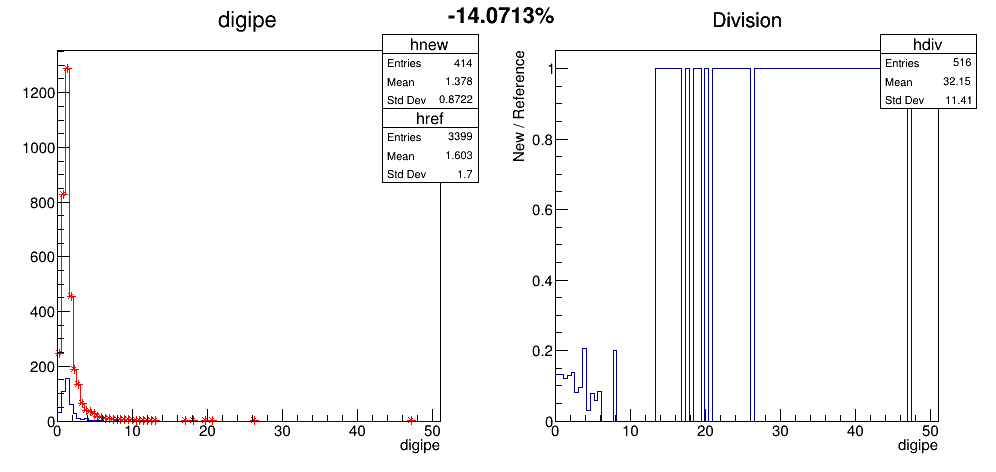 -14.0713%
digipe
hnew
Entries 414
Mean 1.378
Std Dev 0.8722
href
Entries 3399
Mean 1.603
Std Dev 1.7
1200
1000
800
600
400
200
0
0 10 20 30 40 50
digipe
Division
hdiv
Entries 516
Mean 32.15
Std Dev 11.41
New / Reference
1
0.8
0.6
0.4
0.2
0
0 10 20 30 40 50
digipe